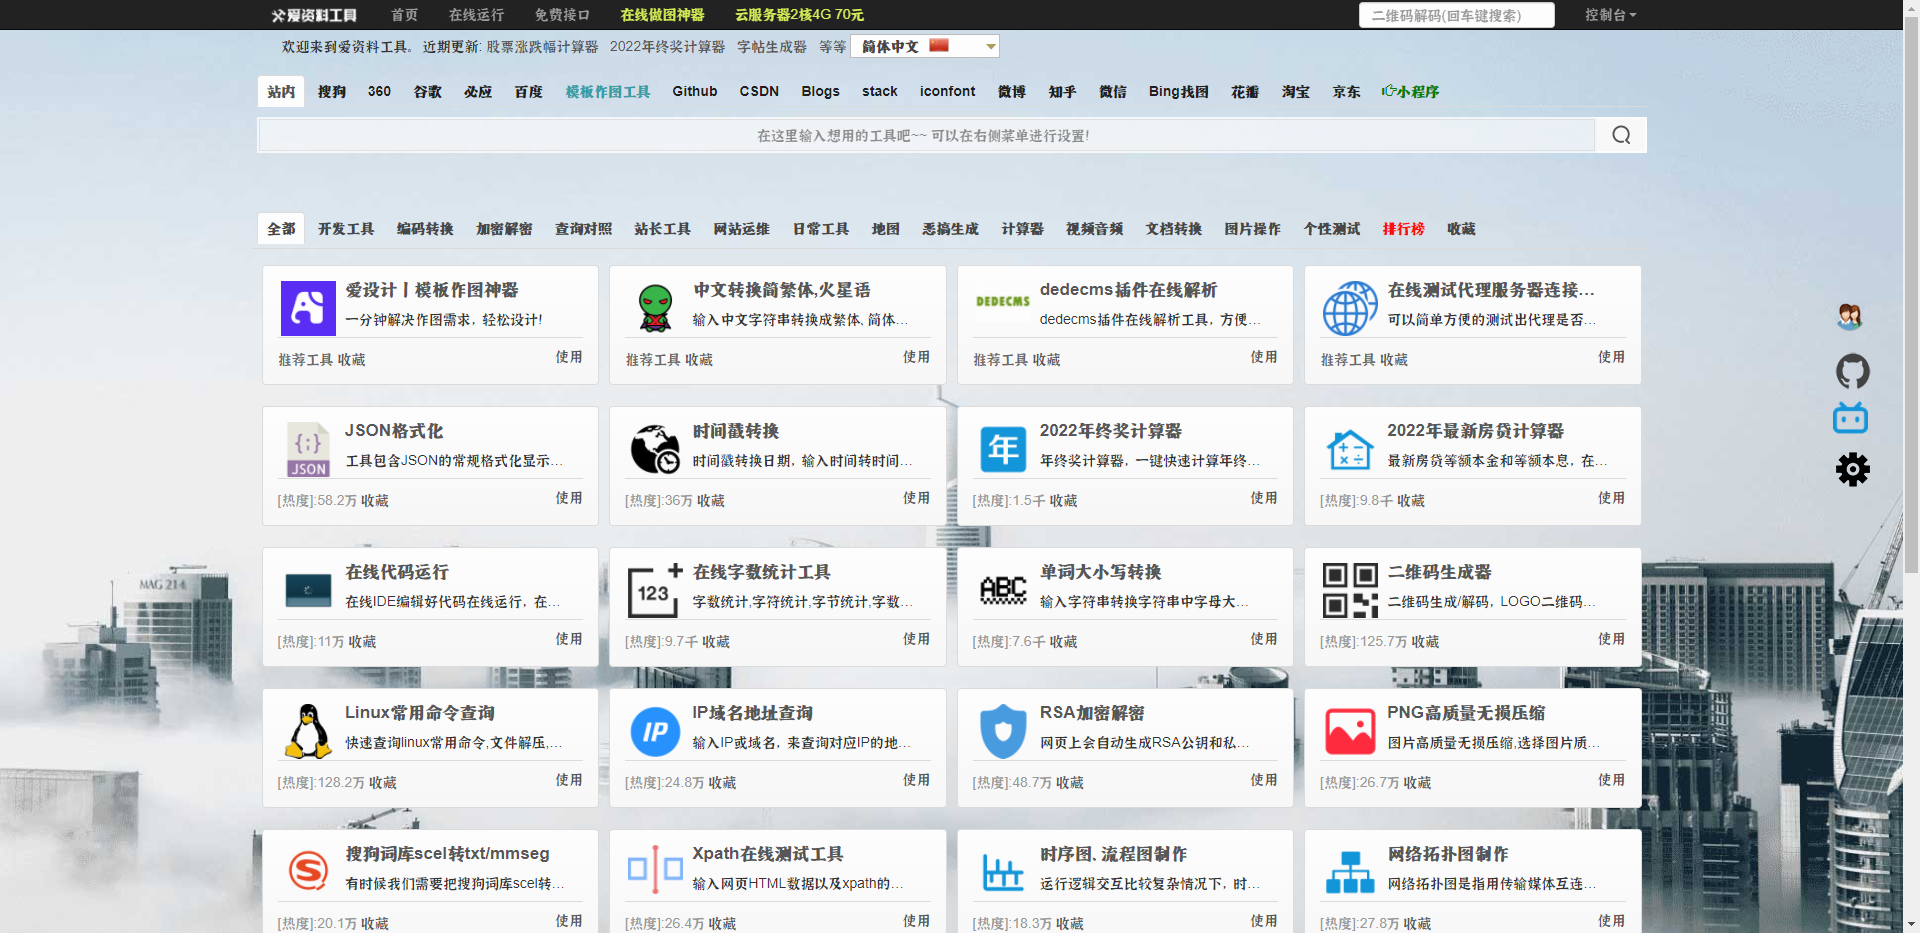 爱资料工具 首页 在线运行 免费接口 在线做图神器 云服务器2核4G 70元 二维码解码(回车键搜索) 控制台
欢迎来到爱资料工具。近期更新: 股票涨跌幅计算器 2022年终奖计算器 字帖生成器 等等 简体中文
站内 搜狗 360 谷歌 必应 百度 模板作图工具 Github CSDN Blogs stack iconfont 微博 知乎 微信 Bing找图 花瓣 淘宝 京东 小程序
在这里输入想用的工具吧~~ 可以在右侧菜单进行设置!
全部 开发工具 编码转换 加密解密 查询对照 站长工具 网站运维 日常工具 地图 恶搞生成 计算器 视频音频 文档转换 图片操作 个性测试 排行榜 收藏
爱设计丨模板作图神器 中文转换简繁体,火星语 dedecms插件在线解析 在线测试代理服务器连接...
DEDECMS
一分钟解决作图需求，轻松设计! 输入中文字符串转换成繁体、简体... dedecms插件在线解析工具，方便... 可以简单方便的测试出代理是否...
推荐工具 收藏 使用 推荐工具 收藏 使用 推荐工具 收藏 使用 推荐工具 收藏 使用
JSON格式化 时间戳转换 2022年终奖计算器 2022年最新房贷计算器
{;} 年
工具包含JSON的常规格式化显示... 时间戳转换日期，输入时间转时间... 年终奖计算器，一键快速计算年终... 最新房贷等额本金和等额本息，在...
JSON
[热度]:58.2万 收藏 使用 [热度]:36万 收藏 使用 [热度]:1.5千 收藏 使用 [热度]:9.8千 收藏 使用
在线代码运行 在线字数统计工具 单词大小写转换 二维码生成器
MAG 214 123 ABC
在线IDE编辑好代码在线运行，在... 字数统计,字符统计,字节统计,字数... 输入字符串转换字符串中字母大... 二维码生成/解码，LOGO二维码...
[热度]:11万 收藏 使用 [热度]:9.7千 收藏 使用 [热度]:7.6千 收藏 使用 [热度]:125.7万 收藏 使用
Linux常用命令查询 IP域名地址查询 RSA加密解密 PNG高质量无损压缩
IP
快速查询linux常用命令,文件解压,... 输入IP或域名，来查询对应IP的地... 网页上会自动生成RSA公钥和私... 图片高质量无损压缩,选择图片质...
[热度]:128.2万 收藏 使用 [热度]:24.8万 收藏 使用 [热度]:48.7万 收藏 使用 [热度]:26.7万 收藏 使用
搜狗词库scel转txt/mmseg Xpath在线测试工具 时序图、流程图制作 网络拓扑图制作
有时候我们需要把搜狗词库scel转... 输入网页HTML数据以及xpath的... 运行逻辑交互比较复杂情况下，时... 网络拓扑图是指用传输媒体互连...
[热度]:20.1万 收藏 使用 [热度]:26.4万 收藏 使用 [热度]:18.3万 收藏 使用 [热度]:27.8万 收藏 使用